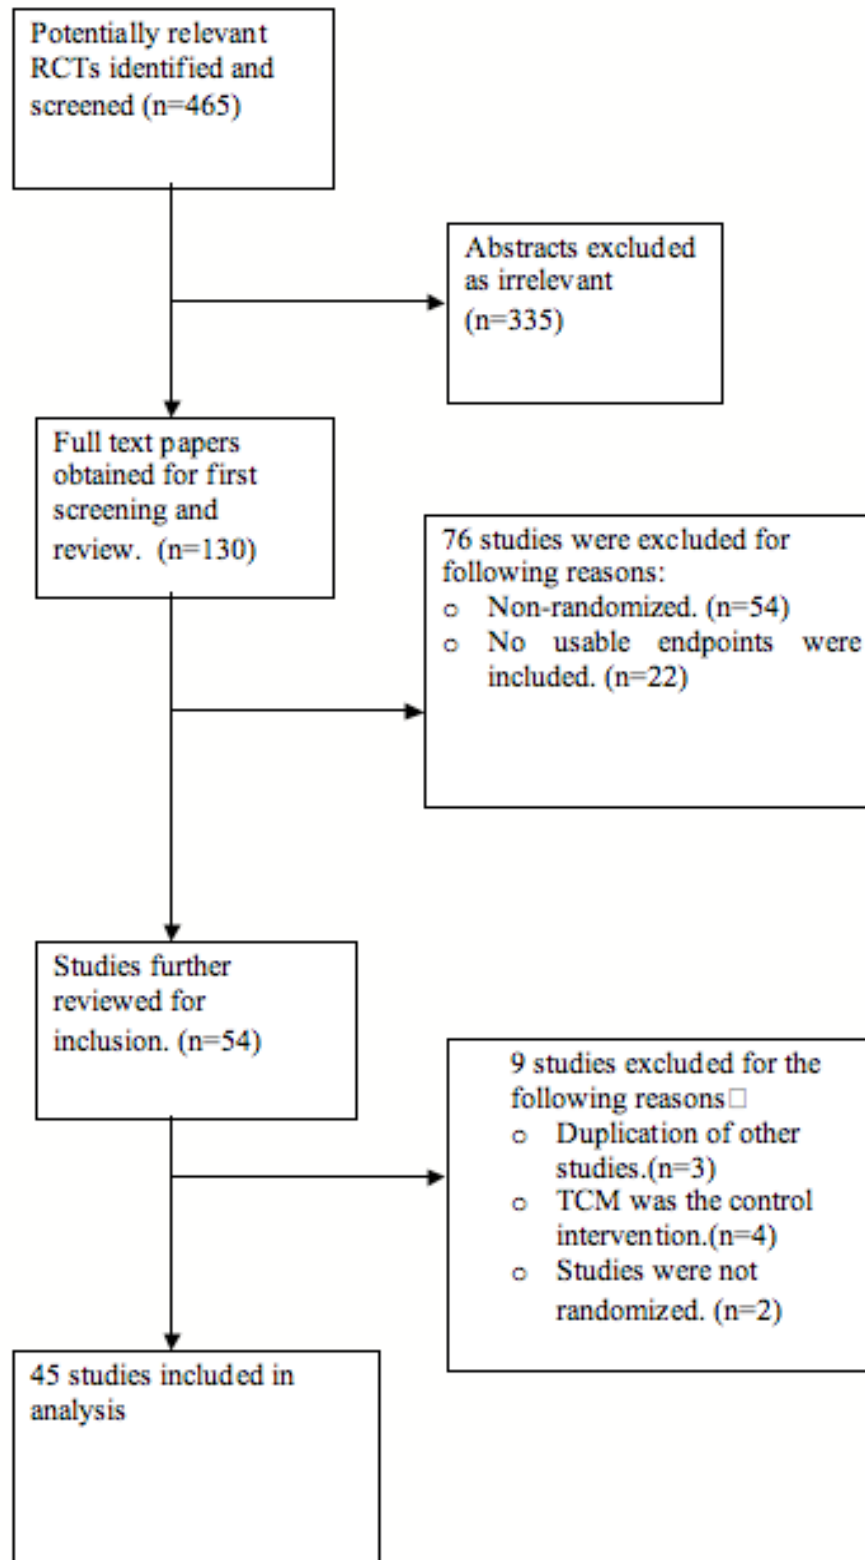 Potentially relevant
RCTs identified and
screened (n=465)
Abstracts excluded
as irrelevant
(n=335)
Full text papers
obtained for first
screening and
review. (n=130)
76 studies were excluded for
following reasons:
o Non-randomized. (n=54)
o No usable endpoints were
included. (n=22)
Studies further
reviewed for
inclusion. (n=54)
9 studies excluded for the
following reasons□
o Duplication of other
studies.(n=3)
o TCM was the control
intervention.(n=4)
o Studies were not
randomized. (n=2)
45 studies included in
analysis